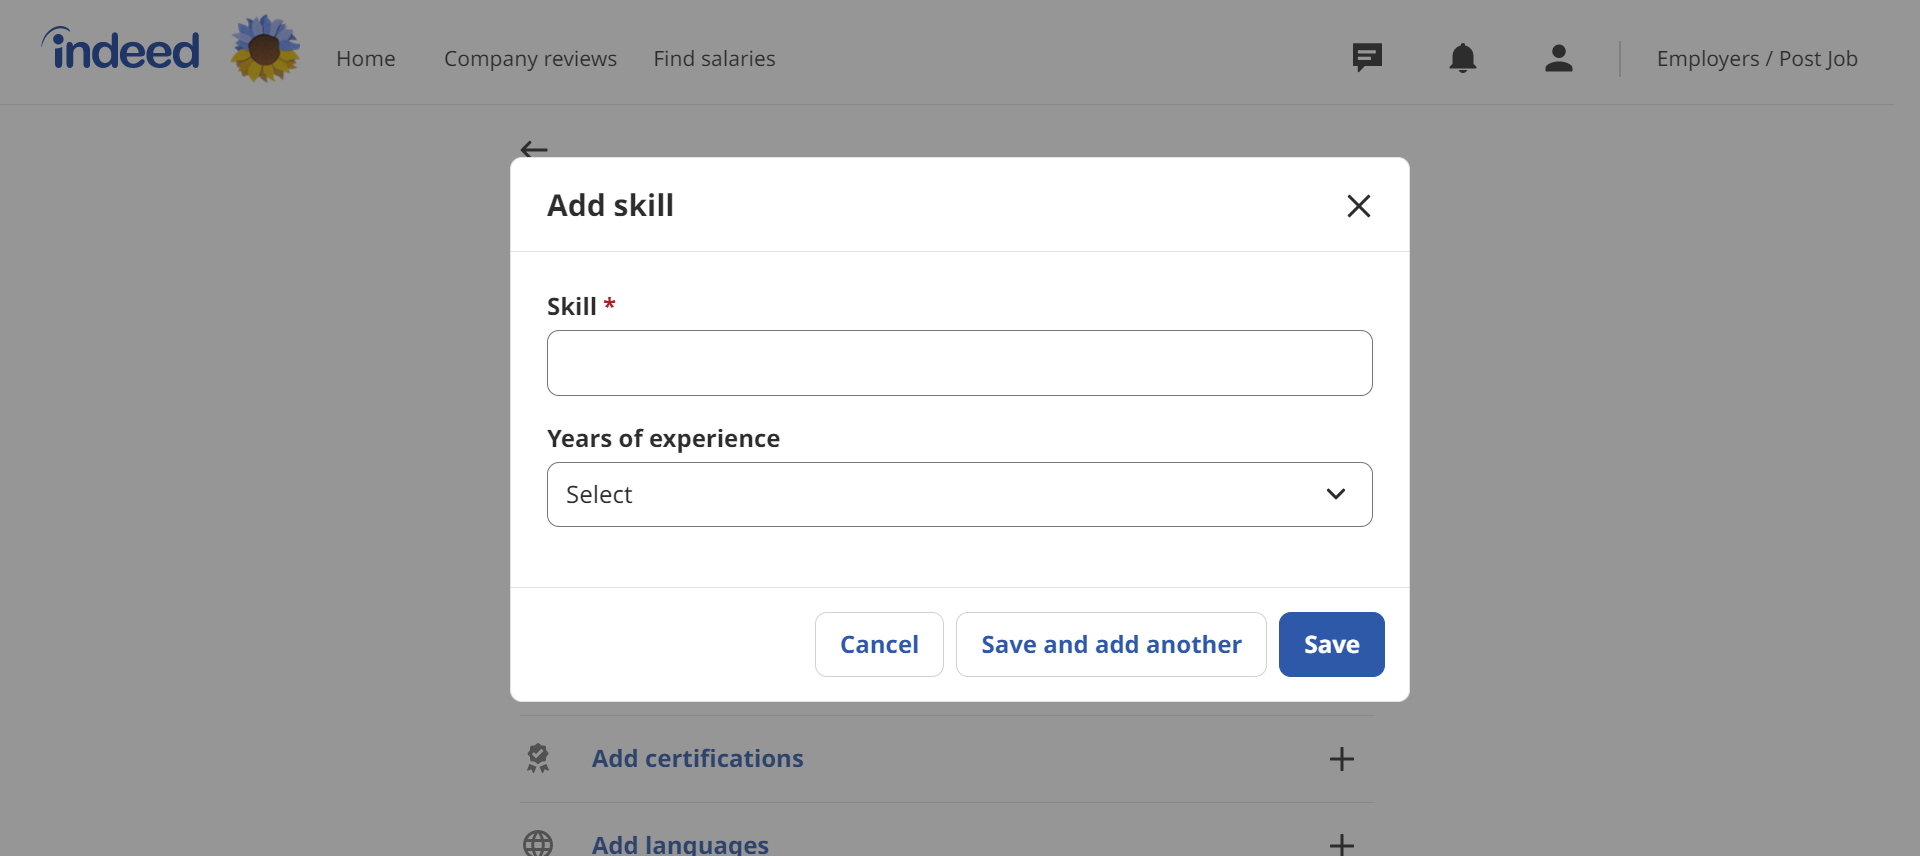 indeed
Home
Company reviews
Find salaries
Employers / Post Job
Add skill
Skill *
Years of experience
Select
Cancel
Save and add another
Save
Add certifications
Add languages